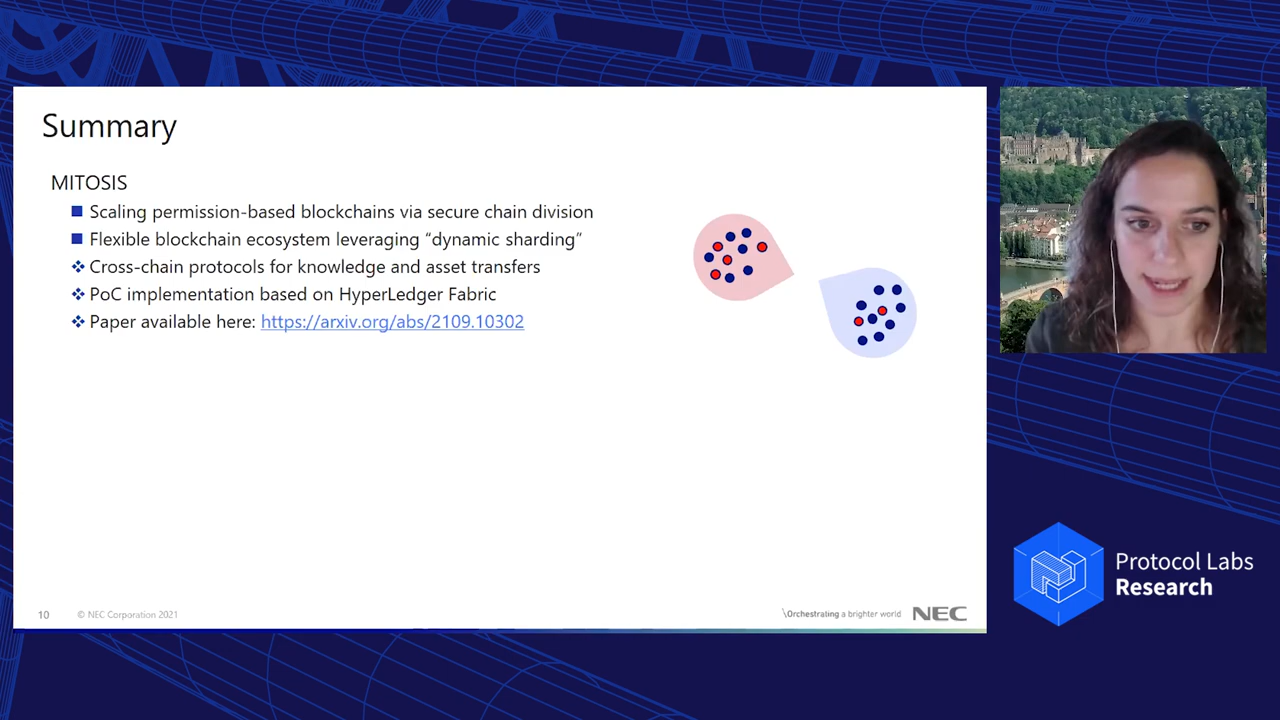 Summary
MITOSIS
Scaling permission-based blockchains via secure chain division
Flexible blockchain ecosystem leveraging “dynamic sharding”
Cross-chain protocols for knowledge and asset transfers
PoC implementation based on HyperLedger Fabric
Paper available here: https://arxiv.org/abs/2109.10302
10 © NEC Corporation 2021
\Orchestrating a brighter world NEC
Protocol Labs
Research